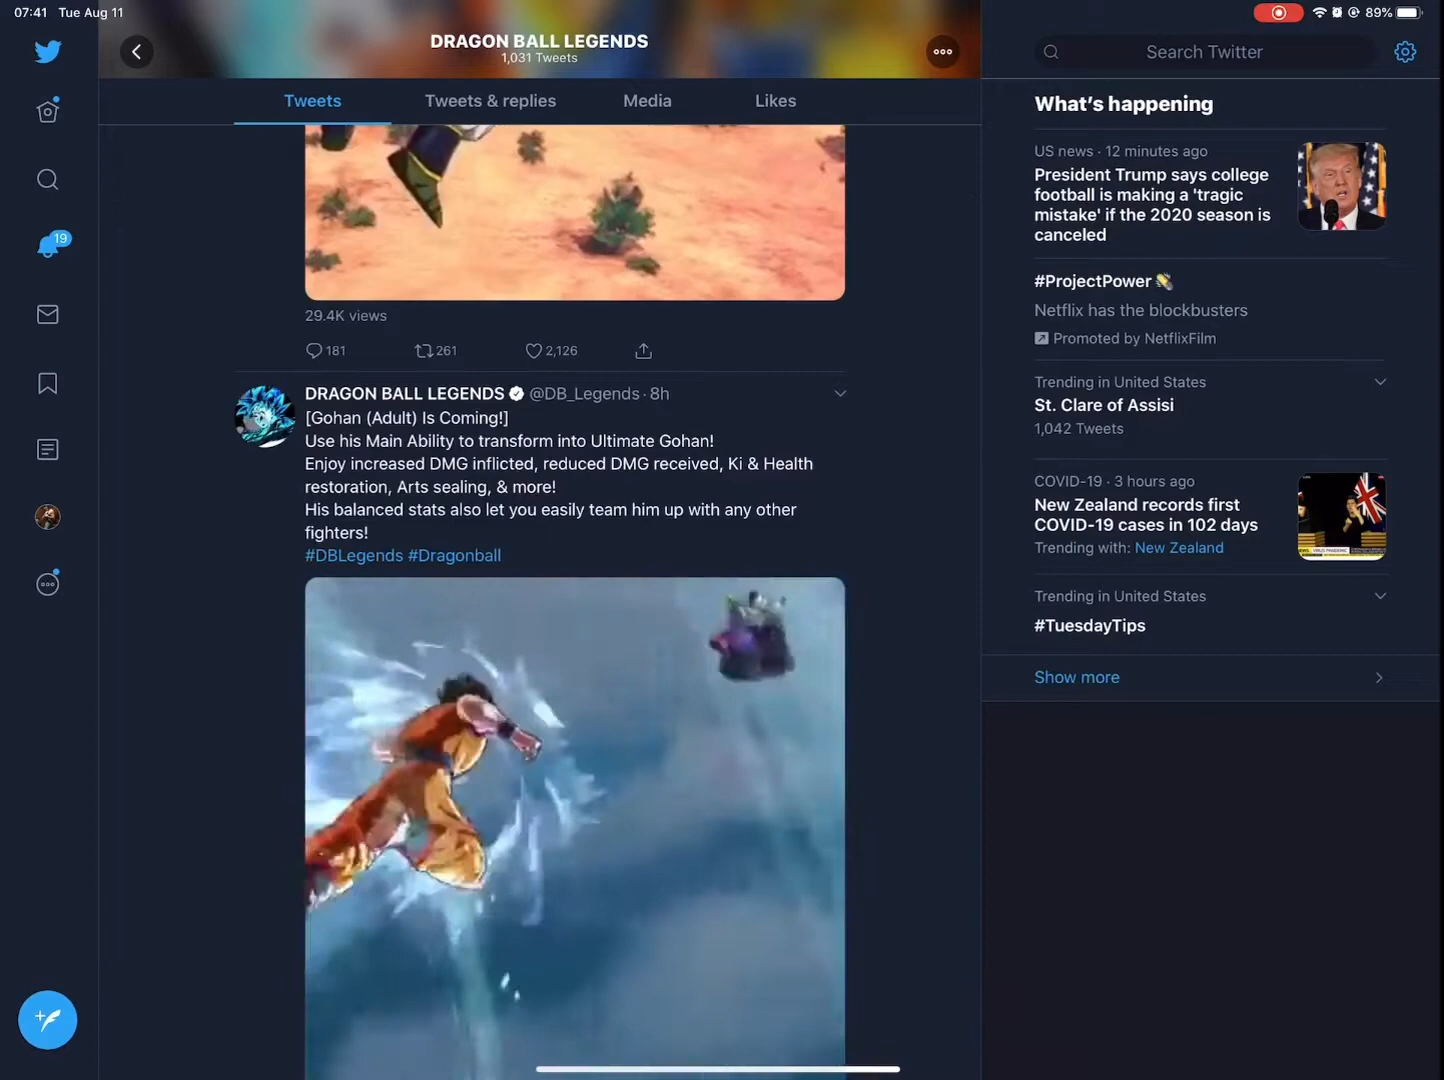 07:41 Tue Aug 11
89%
DRAGON BALL LEGENDS
1,031 Tweets
Search Twitter
Tweets
Tweets & replies
Media
Likes
19
29.4K views
181
261
2,126
DRAGON BALL LEGENDS @DB_Legends · 8h
[Gohan (Adult) Is Coming!]
Use his Main Ability to transform into Ultimate Gohan!
Enjoy increased DMG inflicted, reduced DMG received, Ki & Health
restoration, Arts sealing, & more!
His balanced stats also let you easily team him up with any other
fighters!
#DBLegends #Dragonball
What's happening
US news · 12 minutes ago
President Trump says college
football is making a 'tragic
mistake' if the 2020 season is
canceled
#ProjectPower
Netflix has the blockbusters
Promoted by NetflixFilm
Trending in United States
St. Clare of Assisi
1,042 Tweets
COVID-19 · 3 hours ago
New Zealand records first
COVID-19 cases in 102 days
Trending with: New Zealand
Trending in United States
#TuesdayTips
Show more